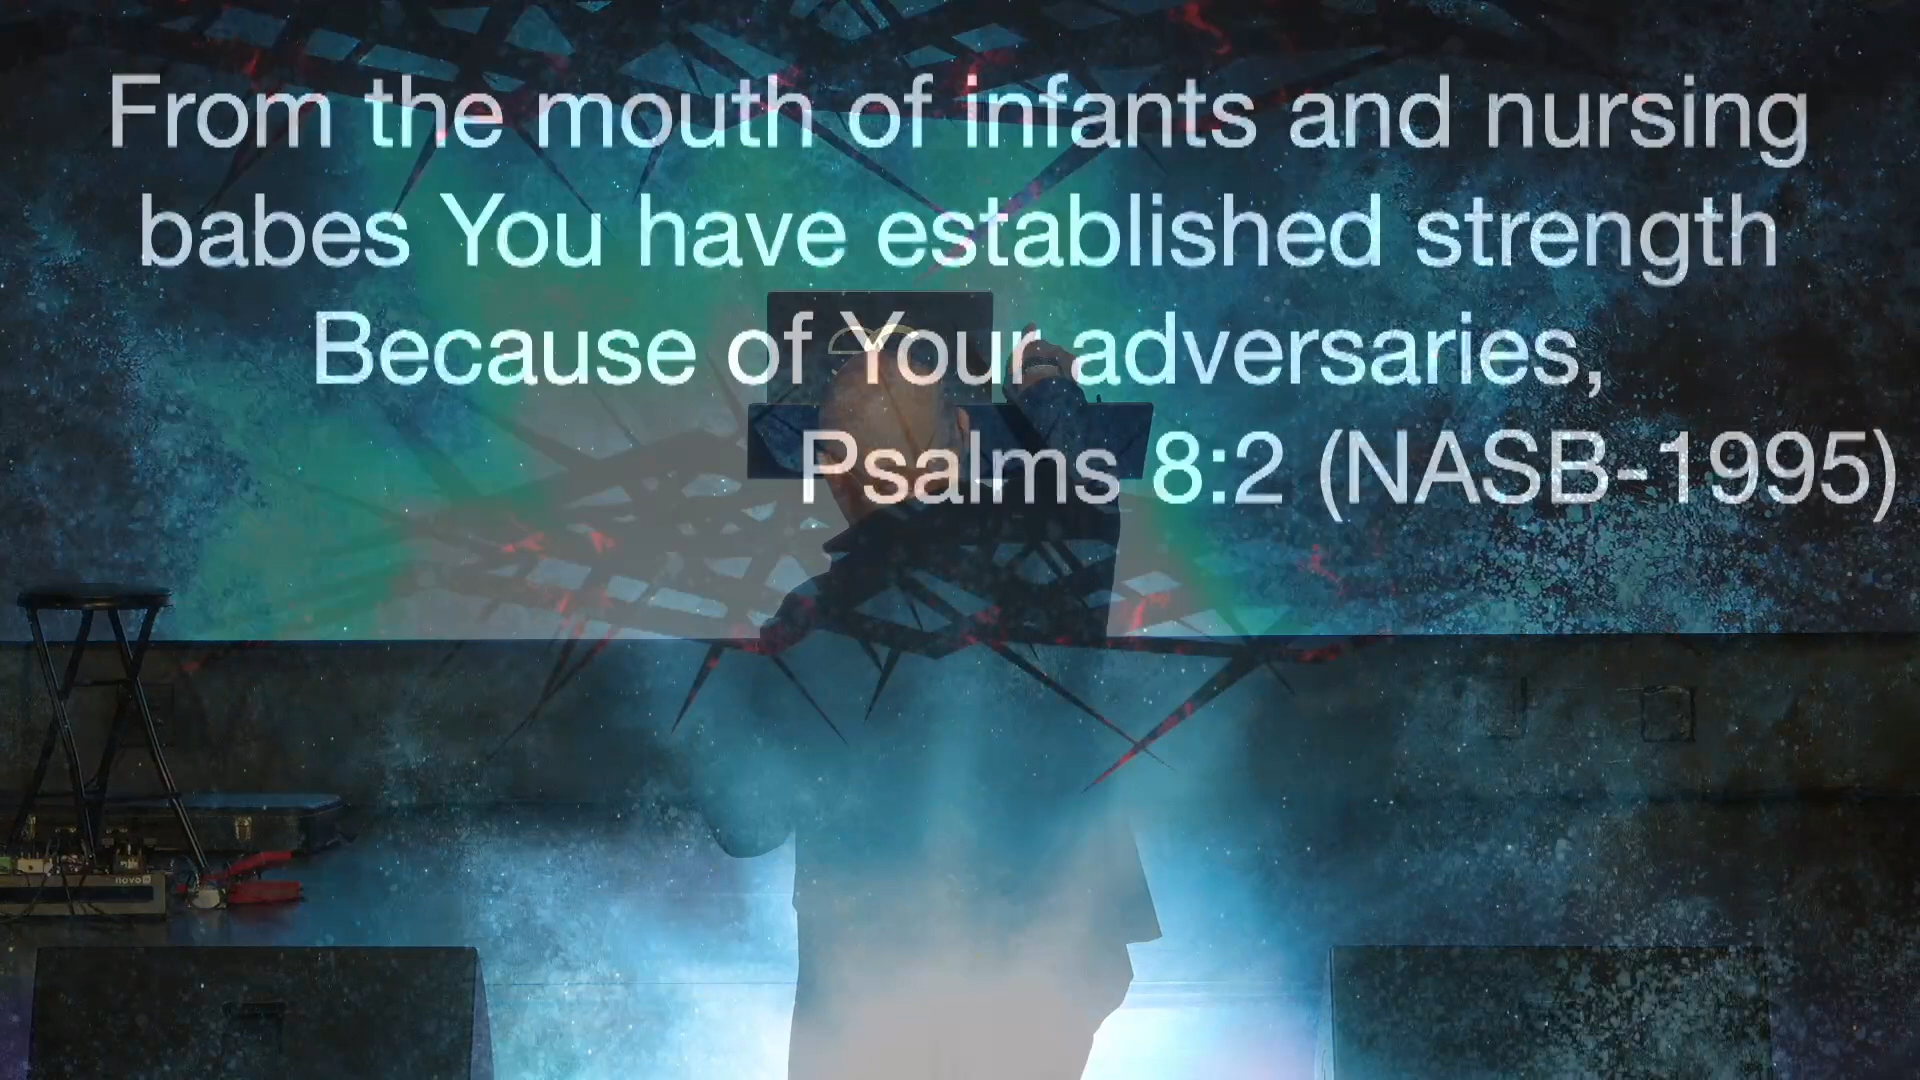 From the mouth of infants and nursing
babes You have established strength
Because of Your adversaries,
Psalms 8:2 (NASB-1995)
novo